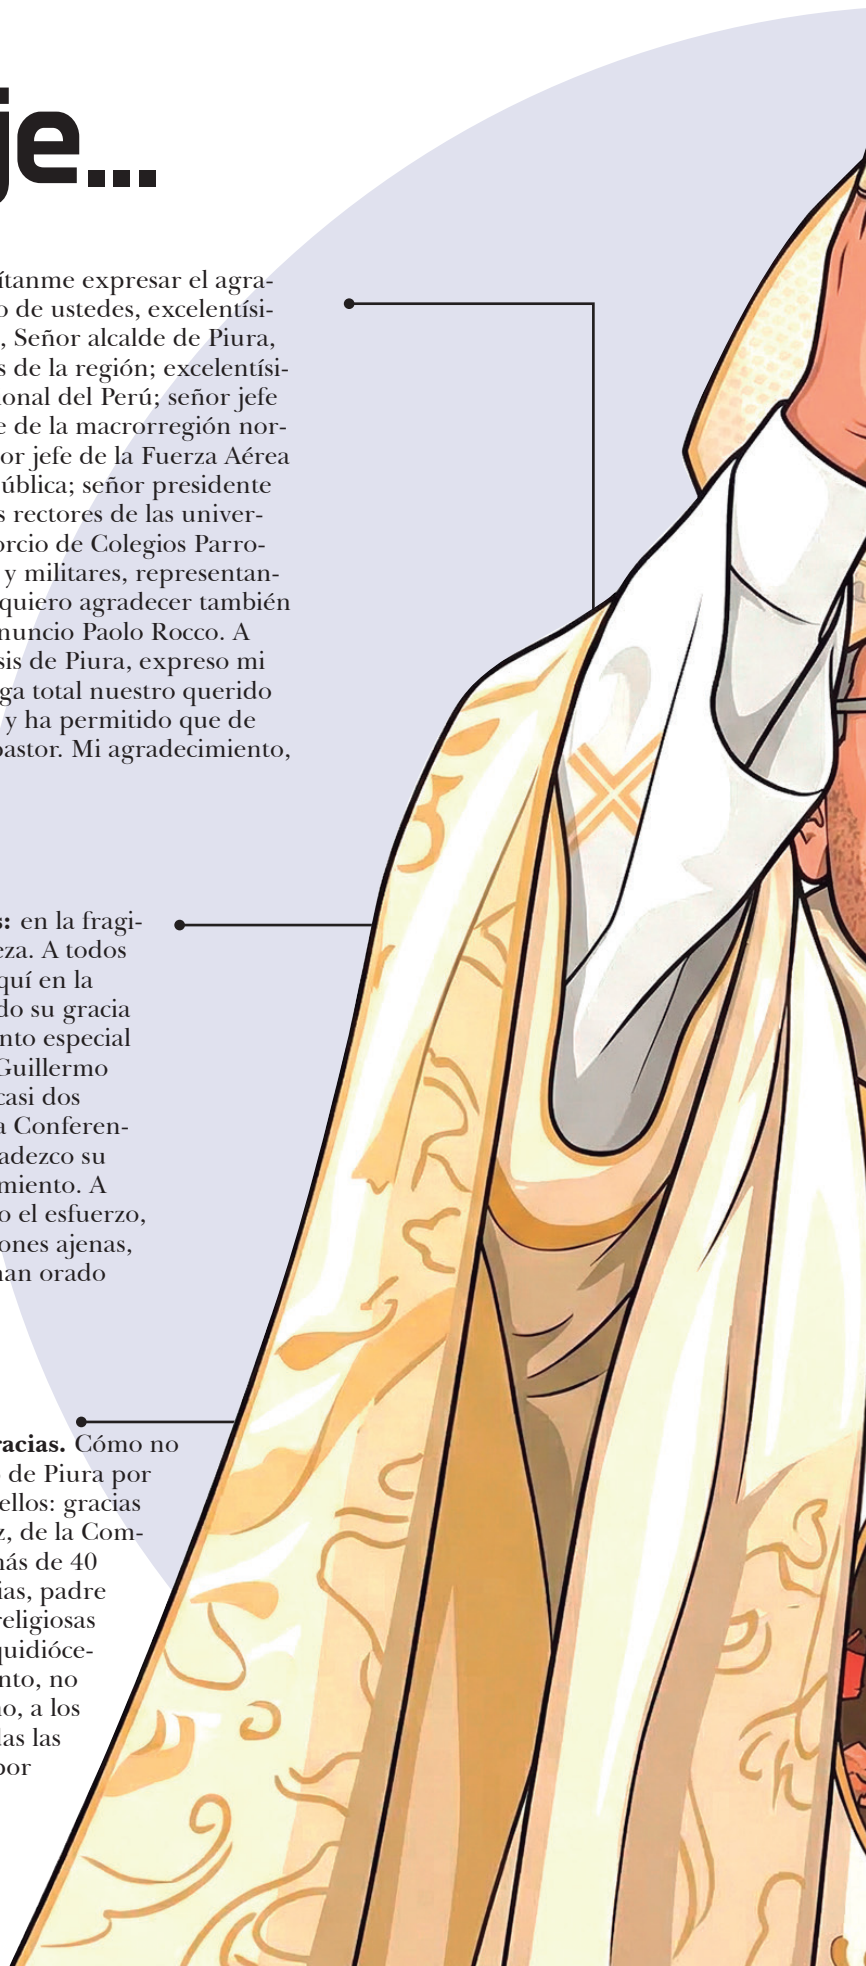 je...
ítanme expresar el agra-
o de ustedes, excelentísi-
, Señor alcalde de Piura,
s de la región; excelentísi-
ional del Perú; señor jefe
e de la macrorregión nor-
or jefe de la Fuerza Aérea
ública; señor presidente
s rectores de las univer-
orcio de Colegios Parro-
y militares, representan-
quiero agradecer también
nuncio Paolo Rocco. A
sis de Piura, expreso mi
ga total nuestro querido
y ha permitido que de
pastor. Mi agradecimiento,
s: en la fragi-
eza. A todos
quí en la
do su gracia
nto especial
Guillermo
casi dos
a Conferen-
adezco su
miento. A
o el esfuerzo,
ones ajenas,
han orado
racias. Cómo no
de Piura por
ellos: gracias
z, de la Com-
más de 40
ias, padre
religiosas
quidióce-
nto, no
no, a los
das las
por